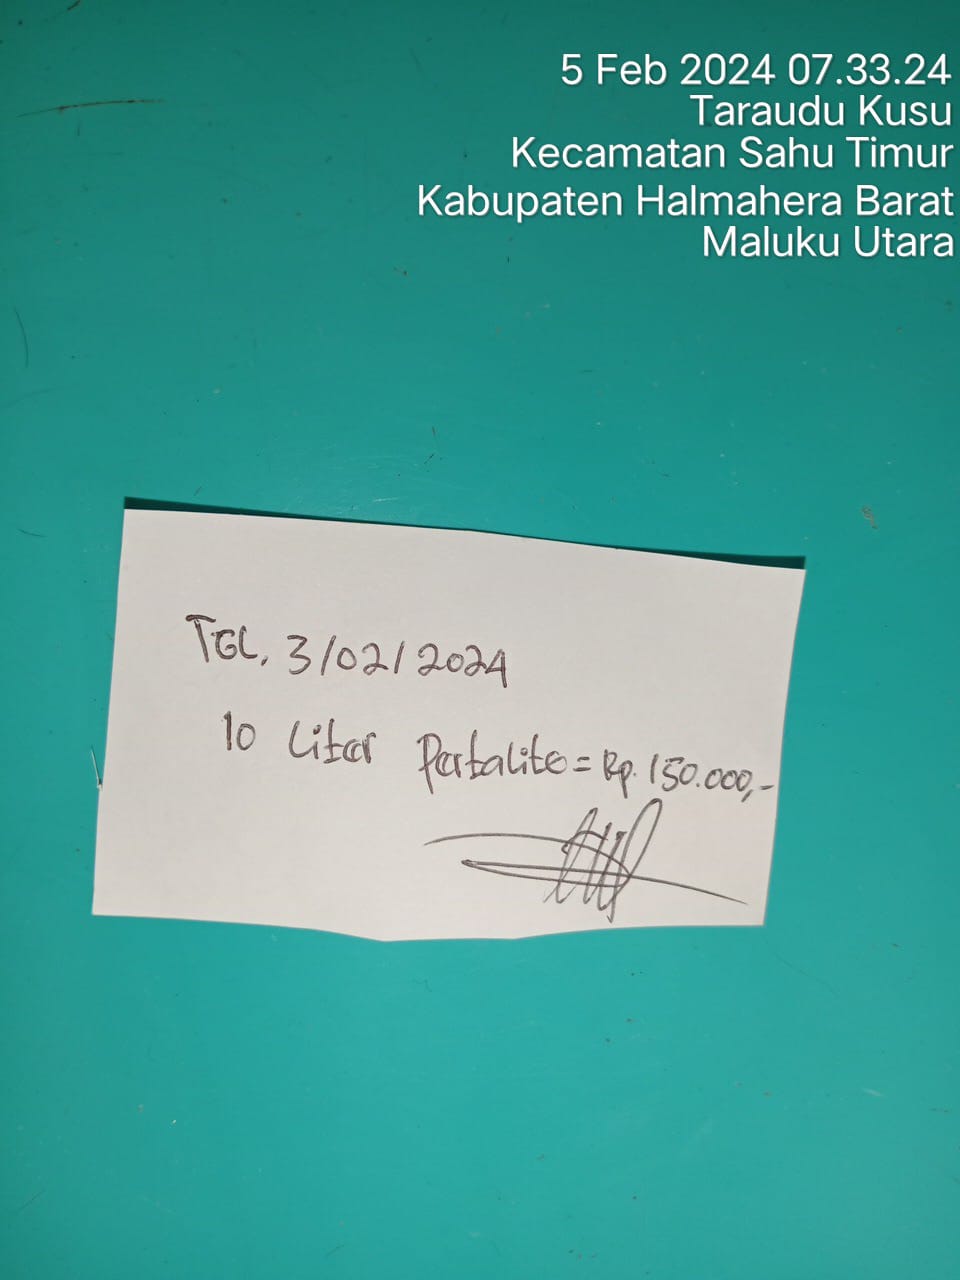 5 Feb 2024 07.33.24
Taraudu Kusu
Kecamatan Sahu Timur
Kabupaten Halmahera Barat
Maluku Utara
TGL, 3/02/2024
10 Liter Pertalite = Rp. 150.000,-